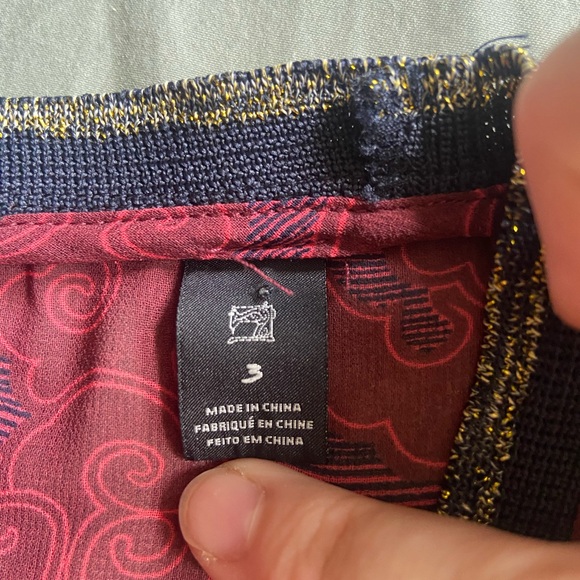 3
MADE IN CHINA
FABRIQUÉ EN CHINE
FEITO EM CHINA